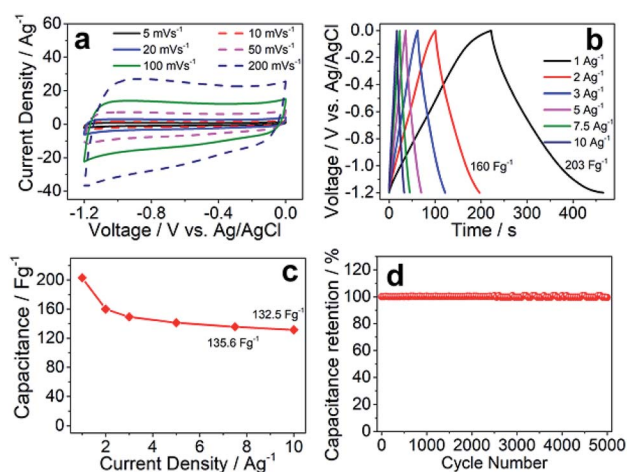 a
5 mVs⁻¹ 10 mVs⁻¹
20 mVs⁻¹ 50 mVs⁻¹
100 mVs⁻¹ 200 mVs⁻¹
Current Density / Ag⁻¹
60
40
20
0
-20
-40
-1.2 -0.8 -0.4 0.0
Voltage / V vs. Ag/AgCl
b
1 Ag⁻¹
2 Ag⁻¹
3 Ag⁻¹
5 Ag⁻¹
7.5 Ag⁻¹
10 Ag⁻¹
160 Fg⁻¹ 203 Fg⁻¹
Voltage / V vs. Ag/AgCl
0.0
-0.2
-0.4
-0.6
-0.8
-1.0
-1.2
0 100 200 300 400
Time / s
c
132.5 Fg⁻¹
135.6 Fg⁻¹
Capacitance / Fg⁻¹
200
160
120
80
40
0
2 4 6 8 10
Current Density / Ag⁻¹
d
Capacitance retention / %
120
100
80
60
40
20
0
0 1000 2000 3000 4000 5000
Cycle Number